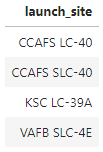 launch_site
CCAFS LC-40
CCAFS SLC-40
KSC LC-39A
VAFB SLC-4E